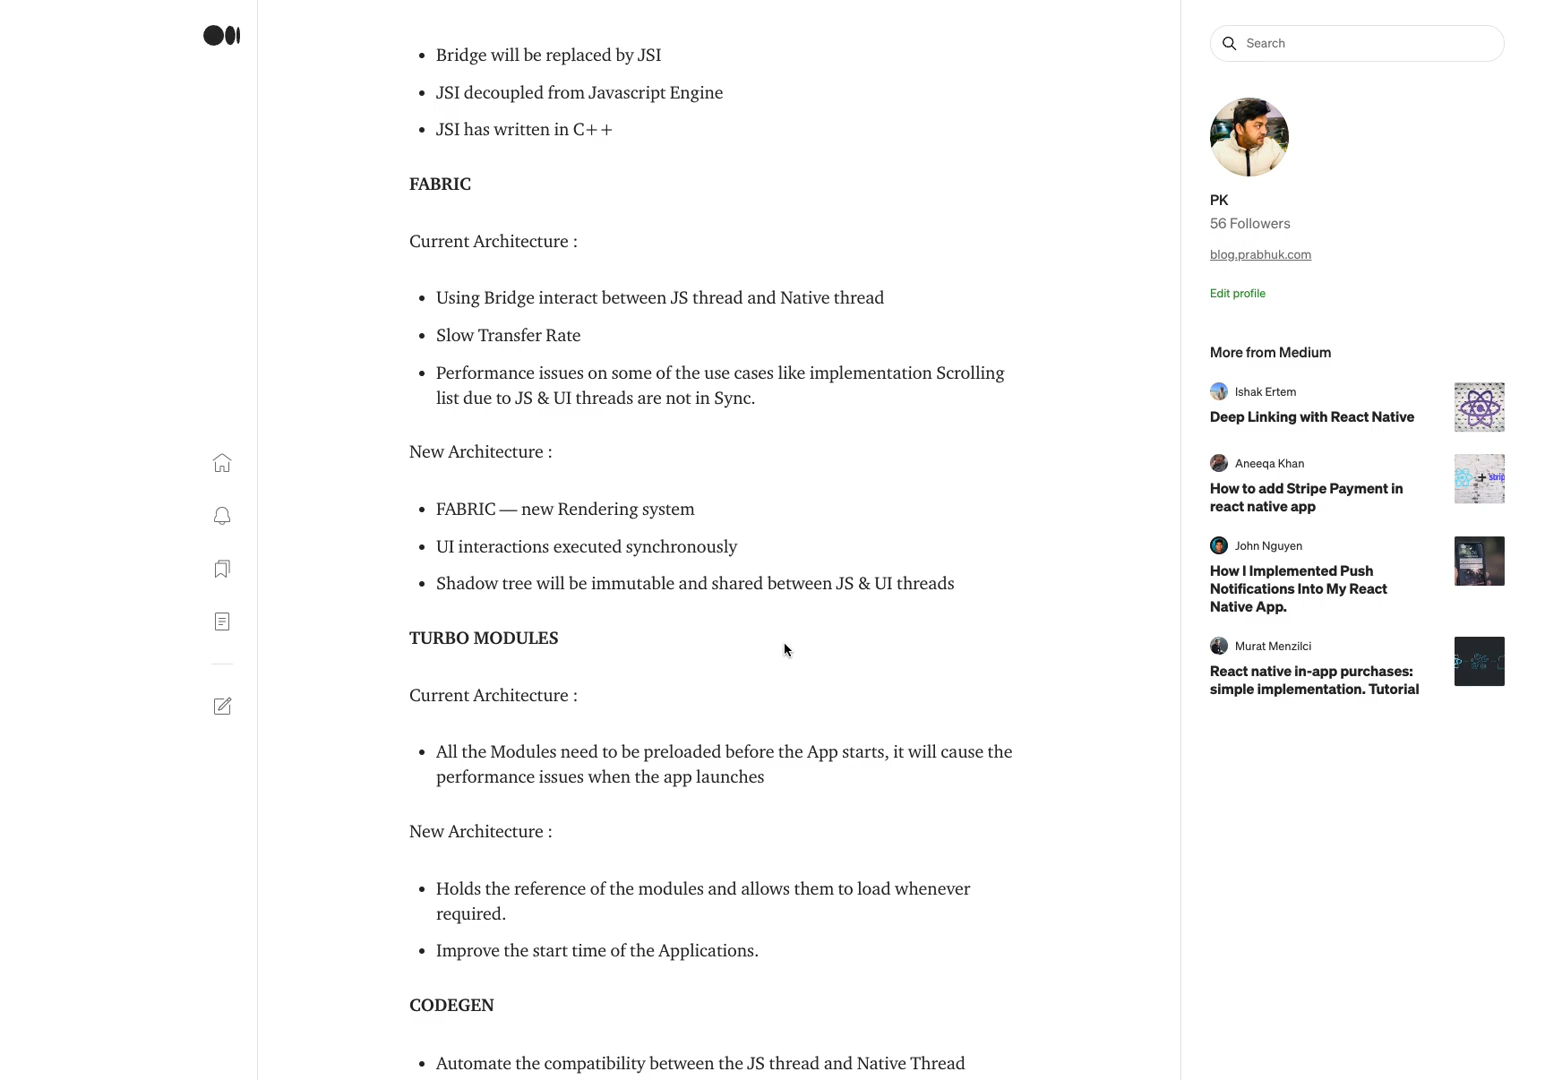 Bridge will be replaced by JSI
JSI decoupled from Javascript Engine
JSI has written in C++
FABRIC
Current Architecture :
Using Bridge interact between JS thread and Native thread
Slow Transfer Rate
Performance issues on some of the use cases like implementation Scrolling
list due to JS & UI threads are not in Sync.
New Architecture :
FABRIC — new Rendering system
UI interactions executed synchronously
Shadow tree will be immutable and shared between JS & UI threads
TURBO MODULES
Current Architecture :
All the Modules need to be preloaded before the App starts, it will cause the
performance issues when the app launches
New Architecture :
Holds the reference of the modules and allows them to load whenever
required.
Improve the start time of the Applications.
CODEGEN
Automate the compatibility between the JS thread and Native Thread
Search
PK
56 Followers
blog.prabhuk.com
Edit profile
More from Medium
Ishak Ertem
Deep Linking with React Native
Aneeqa Khan
How to add Stripe Payment in
react native app
+ strip
John Nguyen
How I Implemented Push
Notifications Into My React
Native App.
Murat Menzilci
React native in-app purchases:
simple implementation. Tutorial